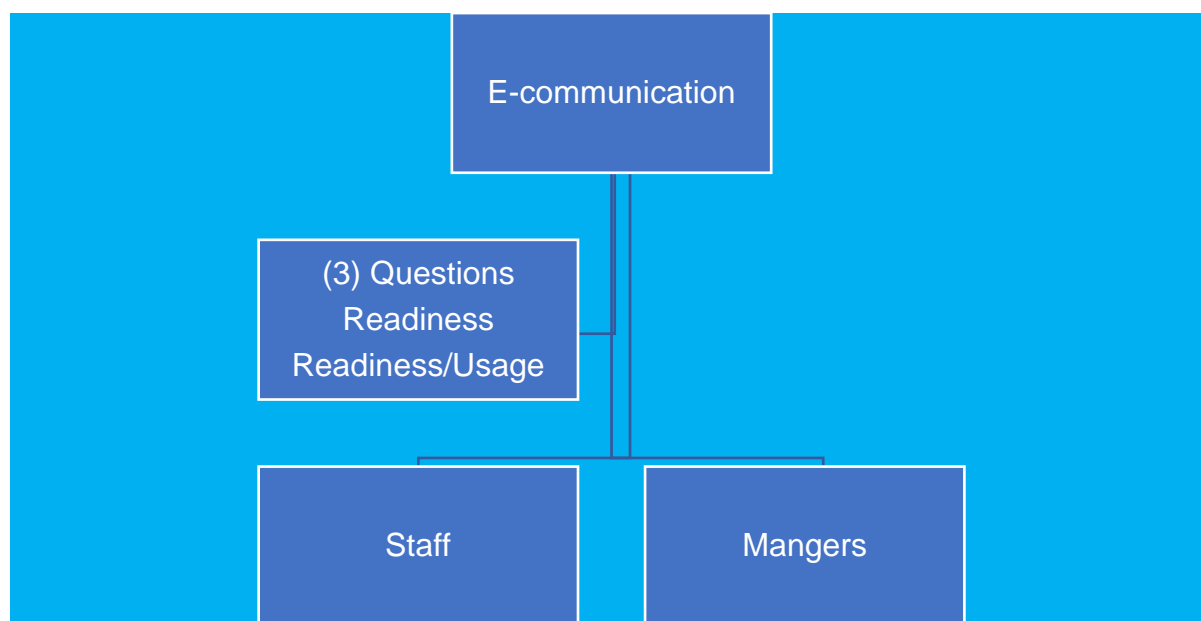 E-communication
(3) Questions
Readiness
Readiness/Usage
Staff
Mangers